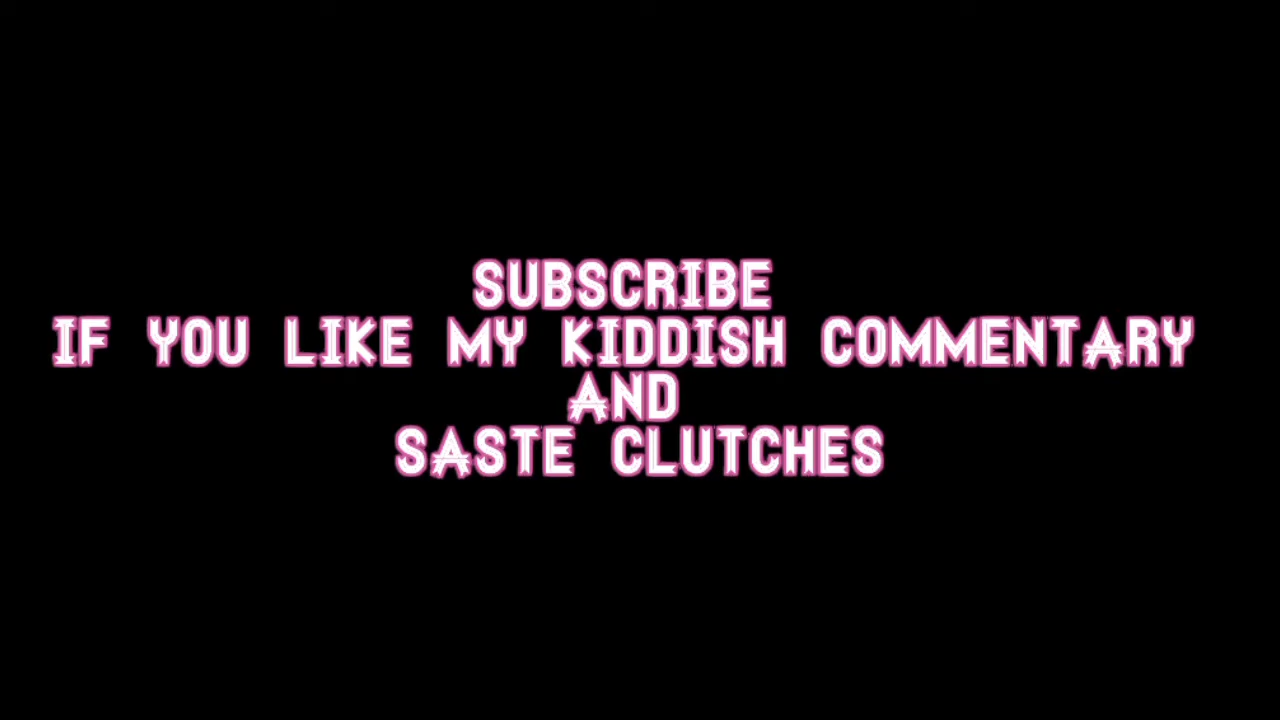 SUBSCRIBE
IF YOU LIKE MY KIDDISH COMMENTARY
AND
SASTE CLUTCHES